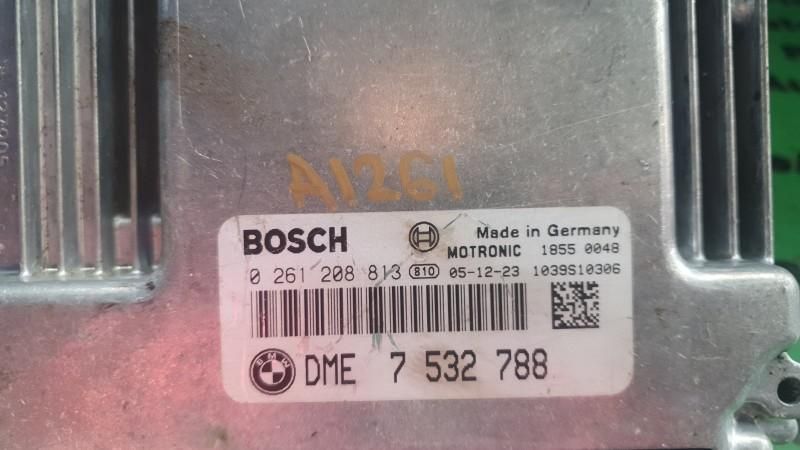 A1261
BOSCH
Made in Germany
MOTRONIC 1855 0048
0 261 208 813 810 05-12-23 1039S10306
BMW
DME 7 532 788